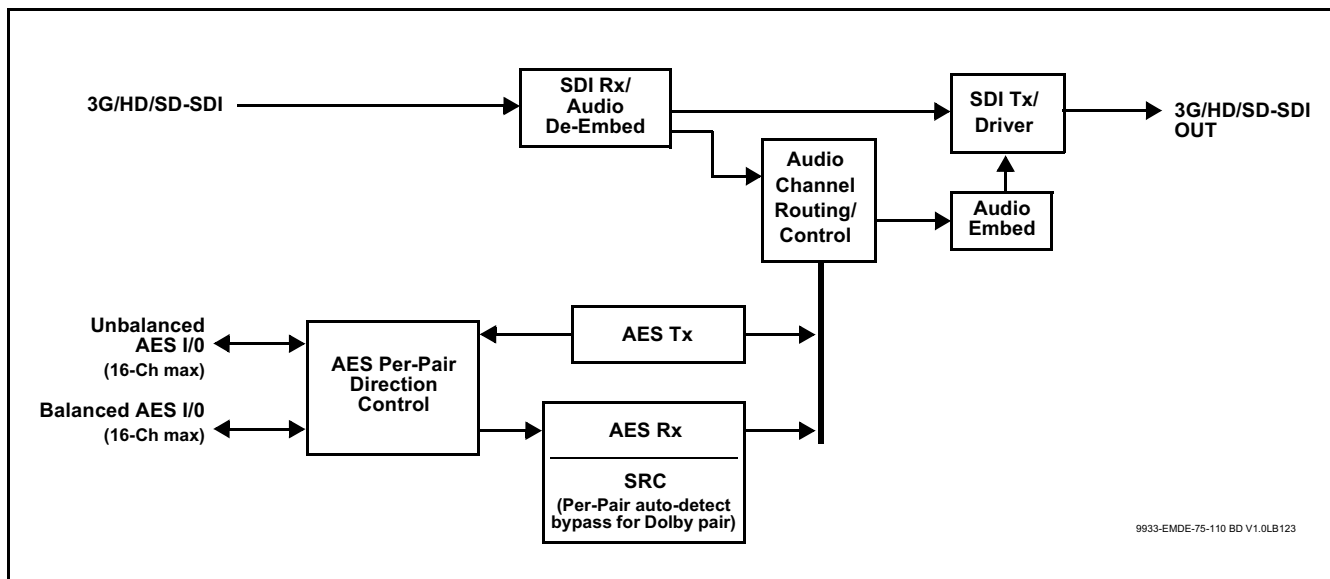 3G/HD/SD-SDI
SDI Rx/
Audio
De-Embed
SDI Tx/
Driver
3G/HD/SD-SDI
OUT
Audio
Channel
Routing/
Control
Audio
Embed
Unbalanced
AES I/0
(16-Ch max)
Balanced AES I/0
(16-Ch max)
AES Per-Pair
Direction
Control
AES Tx
AES Rx
SRC
(Per-Pair auto-detect
bypass for Dolby pair)
9933-EMDE-75-110 BD V1.0LB123